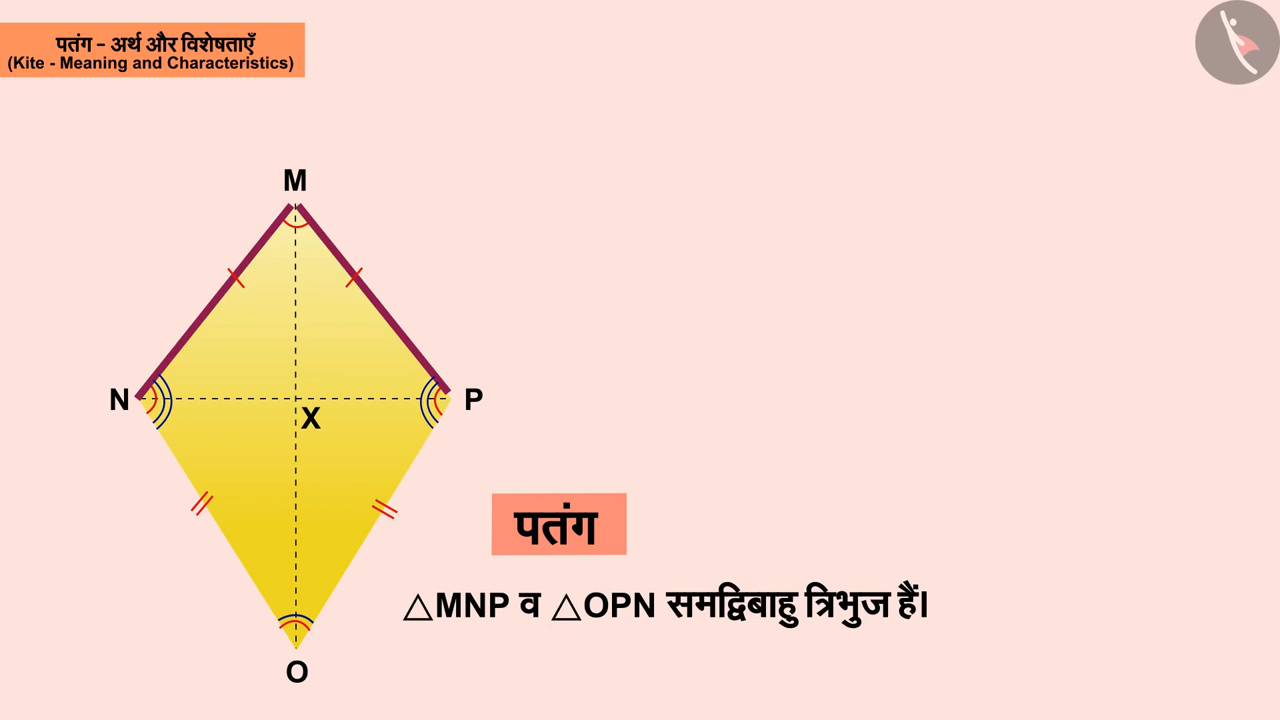 पतंग – अर्थ और विशेषताएँ
(Kite - Meaning and Characteristics)
M
N
P
X
पतंग
△MNP व △OPN समद्विबाहु त्रिभुज हैं।
O